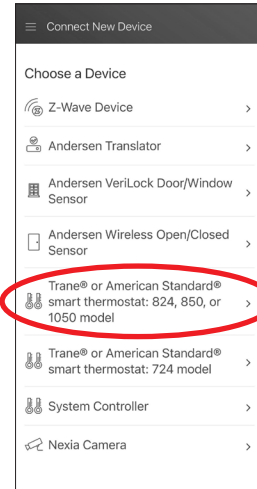 Connect New Device
Choose a Device
Z-Wave Device
Andersen Translator
Andersen VeriLock Door/Window
Sensor
Andersen Wireless Open/Closed
Sensor
Trane® or American Standard®
smart thermostat: 824, 850, or
1050 model
Trane® or American Standard®
smart thermostat: 724 model
System Controller
Nexia Camera